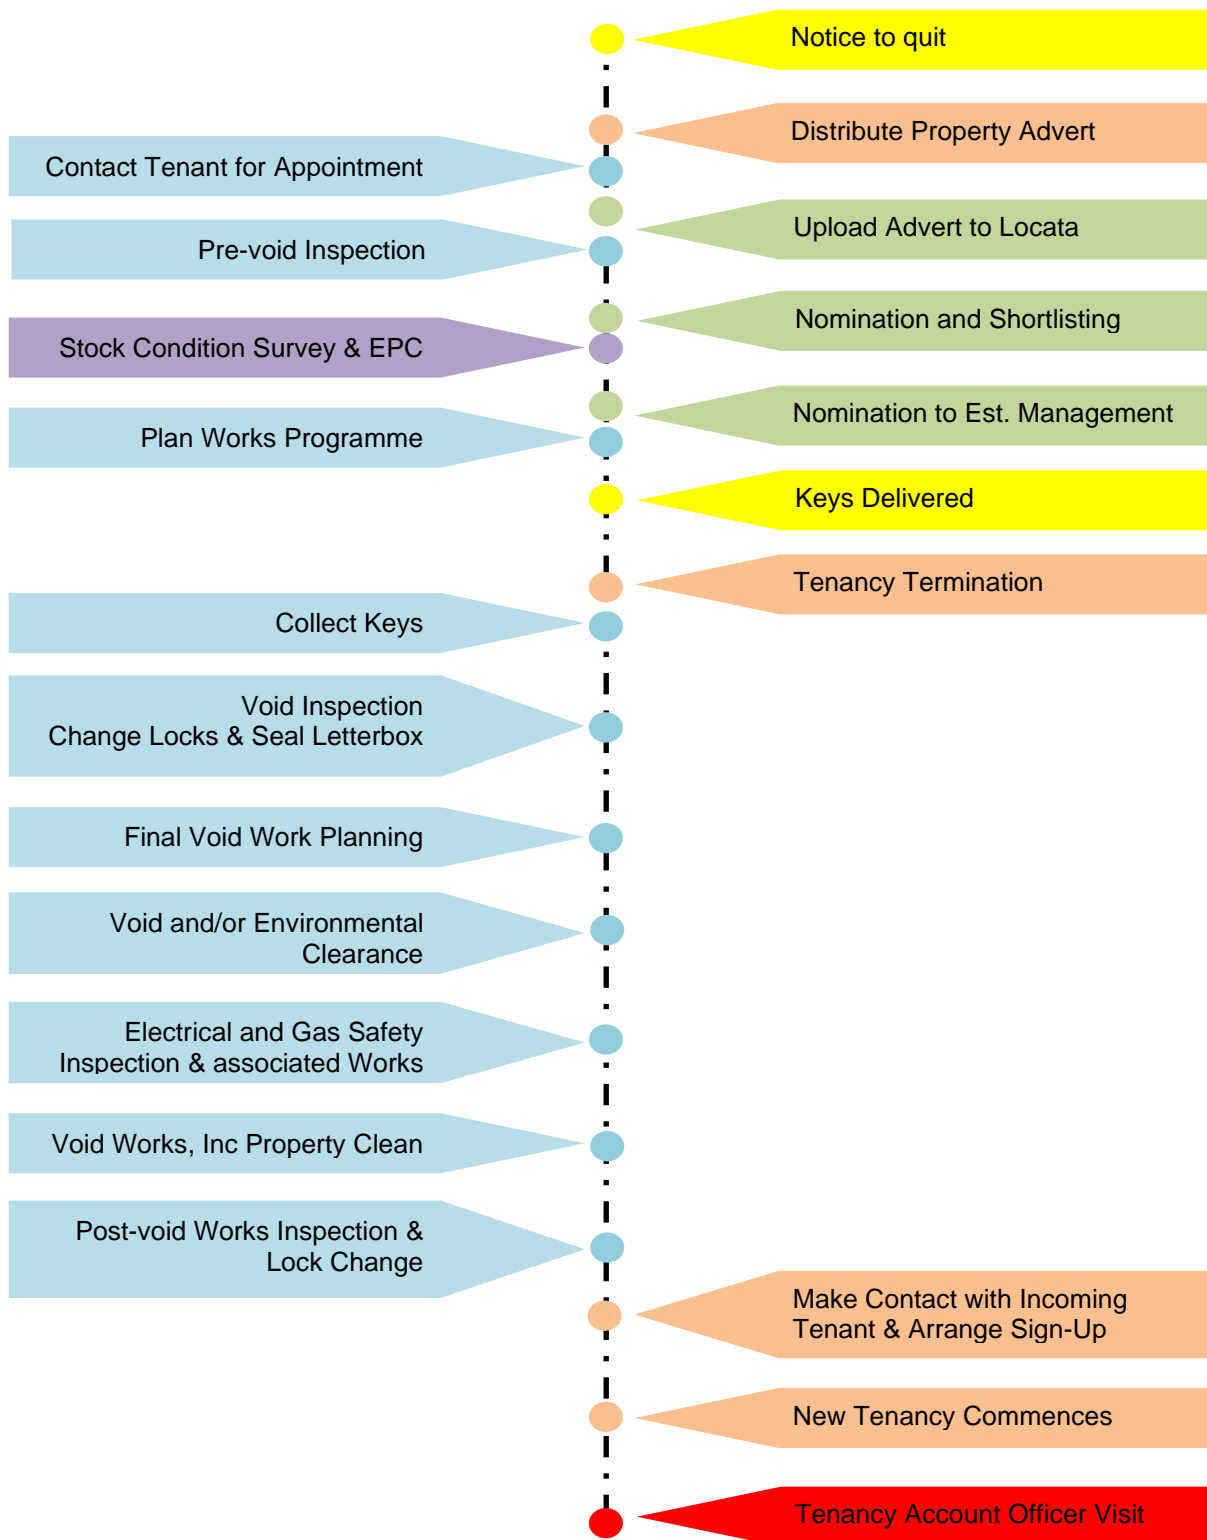 Notice to quit
Distribute Property Advert
Contact Tenant for Appointment
Upload Advert to Locata
Pre-void Inspection
Nomination and Shortlisting
Stock Condition Survey & EPC
Nomination to Est. Management
Plan Works Programme
Keys Delivered
Tenancy Termination
Collect Keys
Void Inspection
Change Locks & Seal Letterbox
Final Void Work Planning
Void and/or Environmental
Clearance
Electrical and Gas Safety
Inspection & associated Works
Void Works, Inc Property Clean
Post-void Works Inspection &
Lock Change
Make Contact with Incoming
Tenant & Arrange Sign-Up
New Tenancy Commences
Tenancy Account Officer Visit